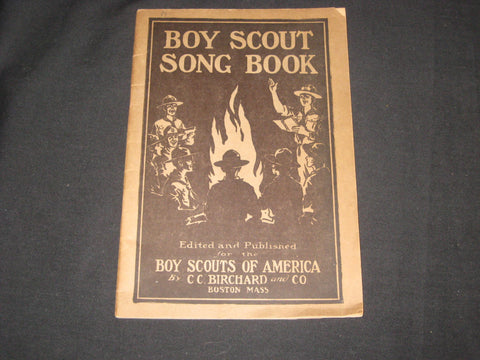 BOY SCOUT
SONG BOOK
Edited and Published
for the
BOY SCOUTS OF AMERICA
By C.C. BIRCHARD and CO
BOSTON MASS